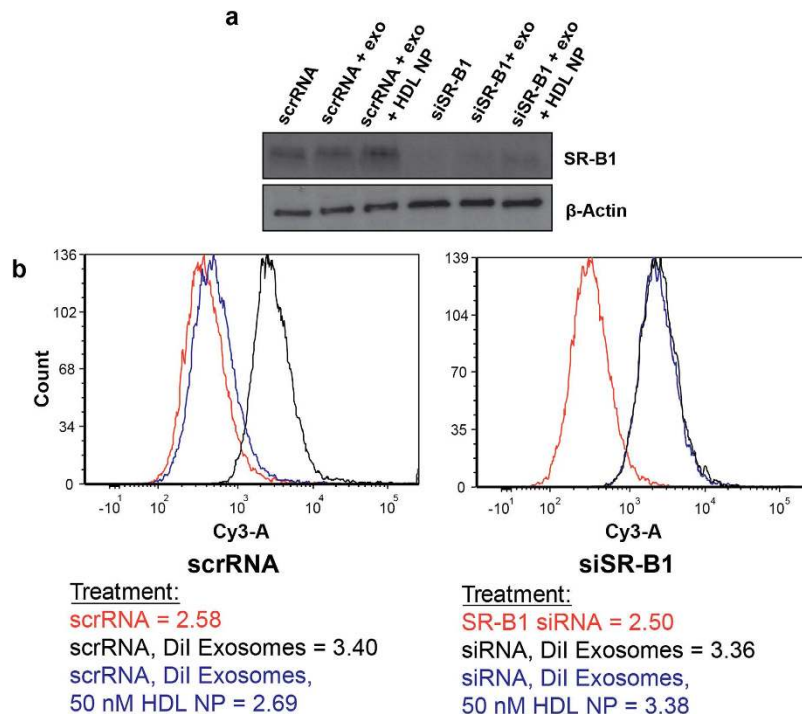 a
scrRNA
scrRNA + exo
scrRNA + exo
+ HDL NP
siSR-B1
siSR-B1+ exo
siSR-B1 + exo
+ HDL NP
SR-B1
β-Actin
b
136
102
68
34
0
Count
-10¹ 10² 10³ 10⁴ 10⁵
Cy3-A
scrRNA
Treatment:
scrRNA = 2.58
scrRNA, DiI Exosomes = 3.40
scrRNA, DiI Exosomes,
50 nM HDL NP = 2.69
139
104
70
35
0
-10¹ 10² 10³ 10⁴ 10⁵
Cy3-A
siSR-B1
Treatment:
SR-B1 siRNA = 2.50
siRNA, DiI Exosomes = 3.36
siRNA, DiI Exosomes,
50 nM HDL NP = 3.38